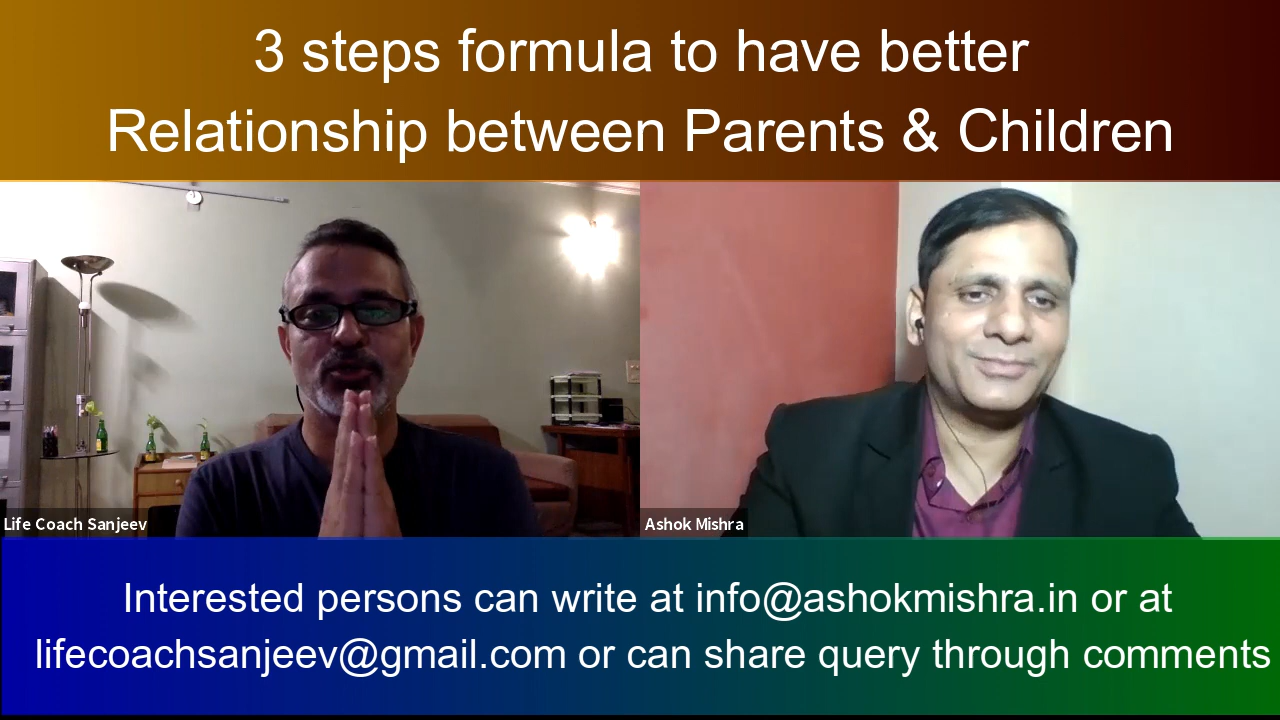 3 steps formula to have better
Relationship between Parents & Children
Life Coach Sanjeev
Ashok Mishra
Interested persons can write at info@ashokmishra.in or at
lifecoachsanjeev@gmail.com or can share query through comments